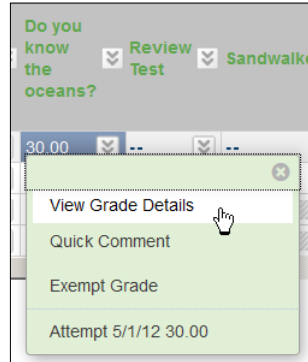 Do you
know
the
oceans?
Review
Test
Sandwalke
30.00 -- --
View Grade Details
Quick Comment
Exempt Grade
Attempt 5/1/12 30.00